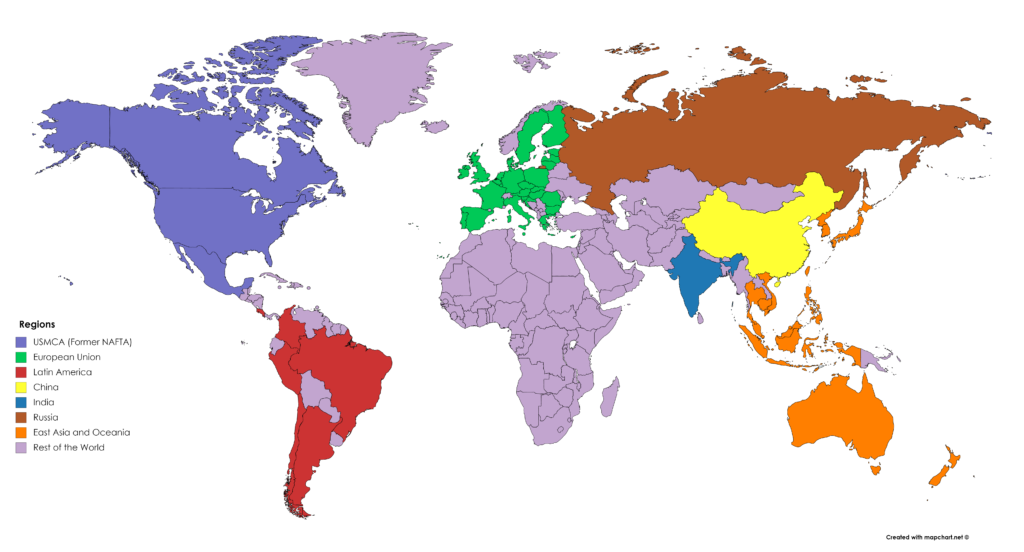 Regions
USMCA (Former NAFTA)
European Union
Latin America
China
India
Russia
East Asia and Oceania
Rest of the World
Created with mapchart.net ©